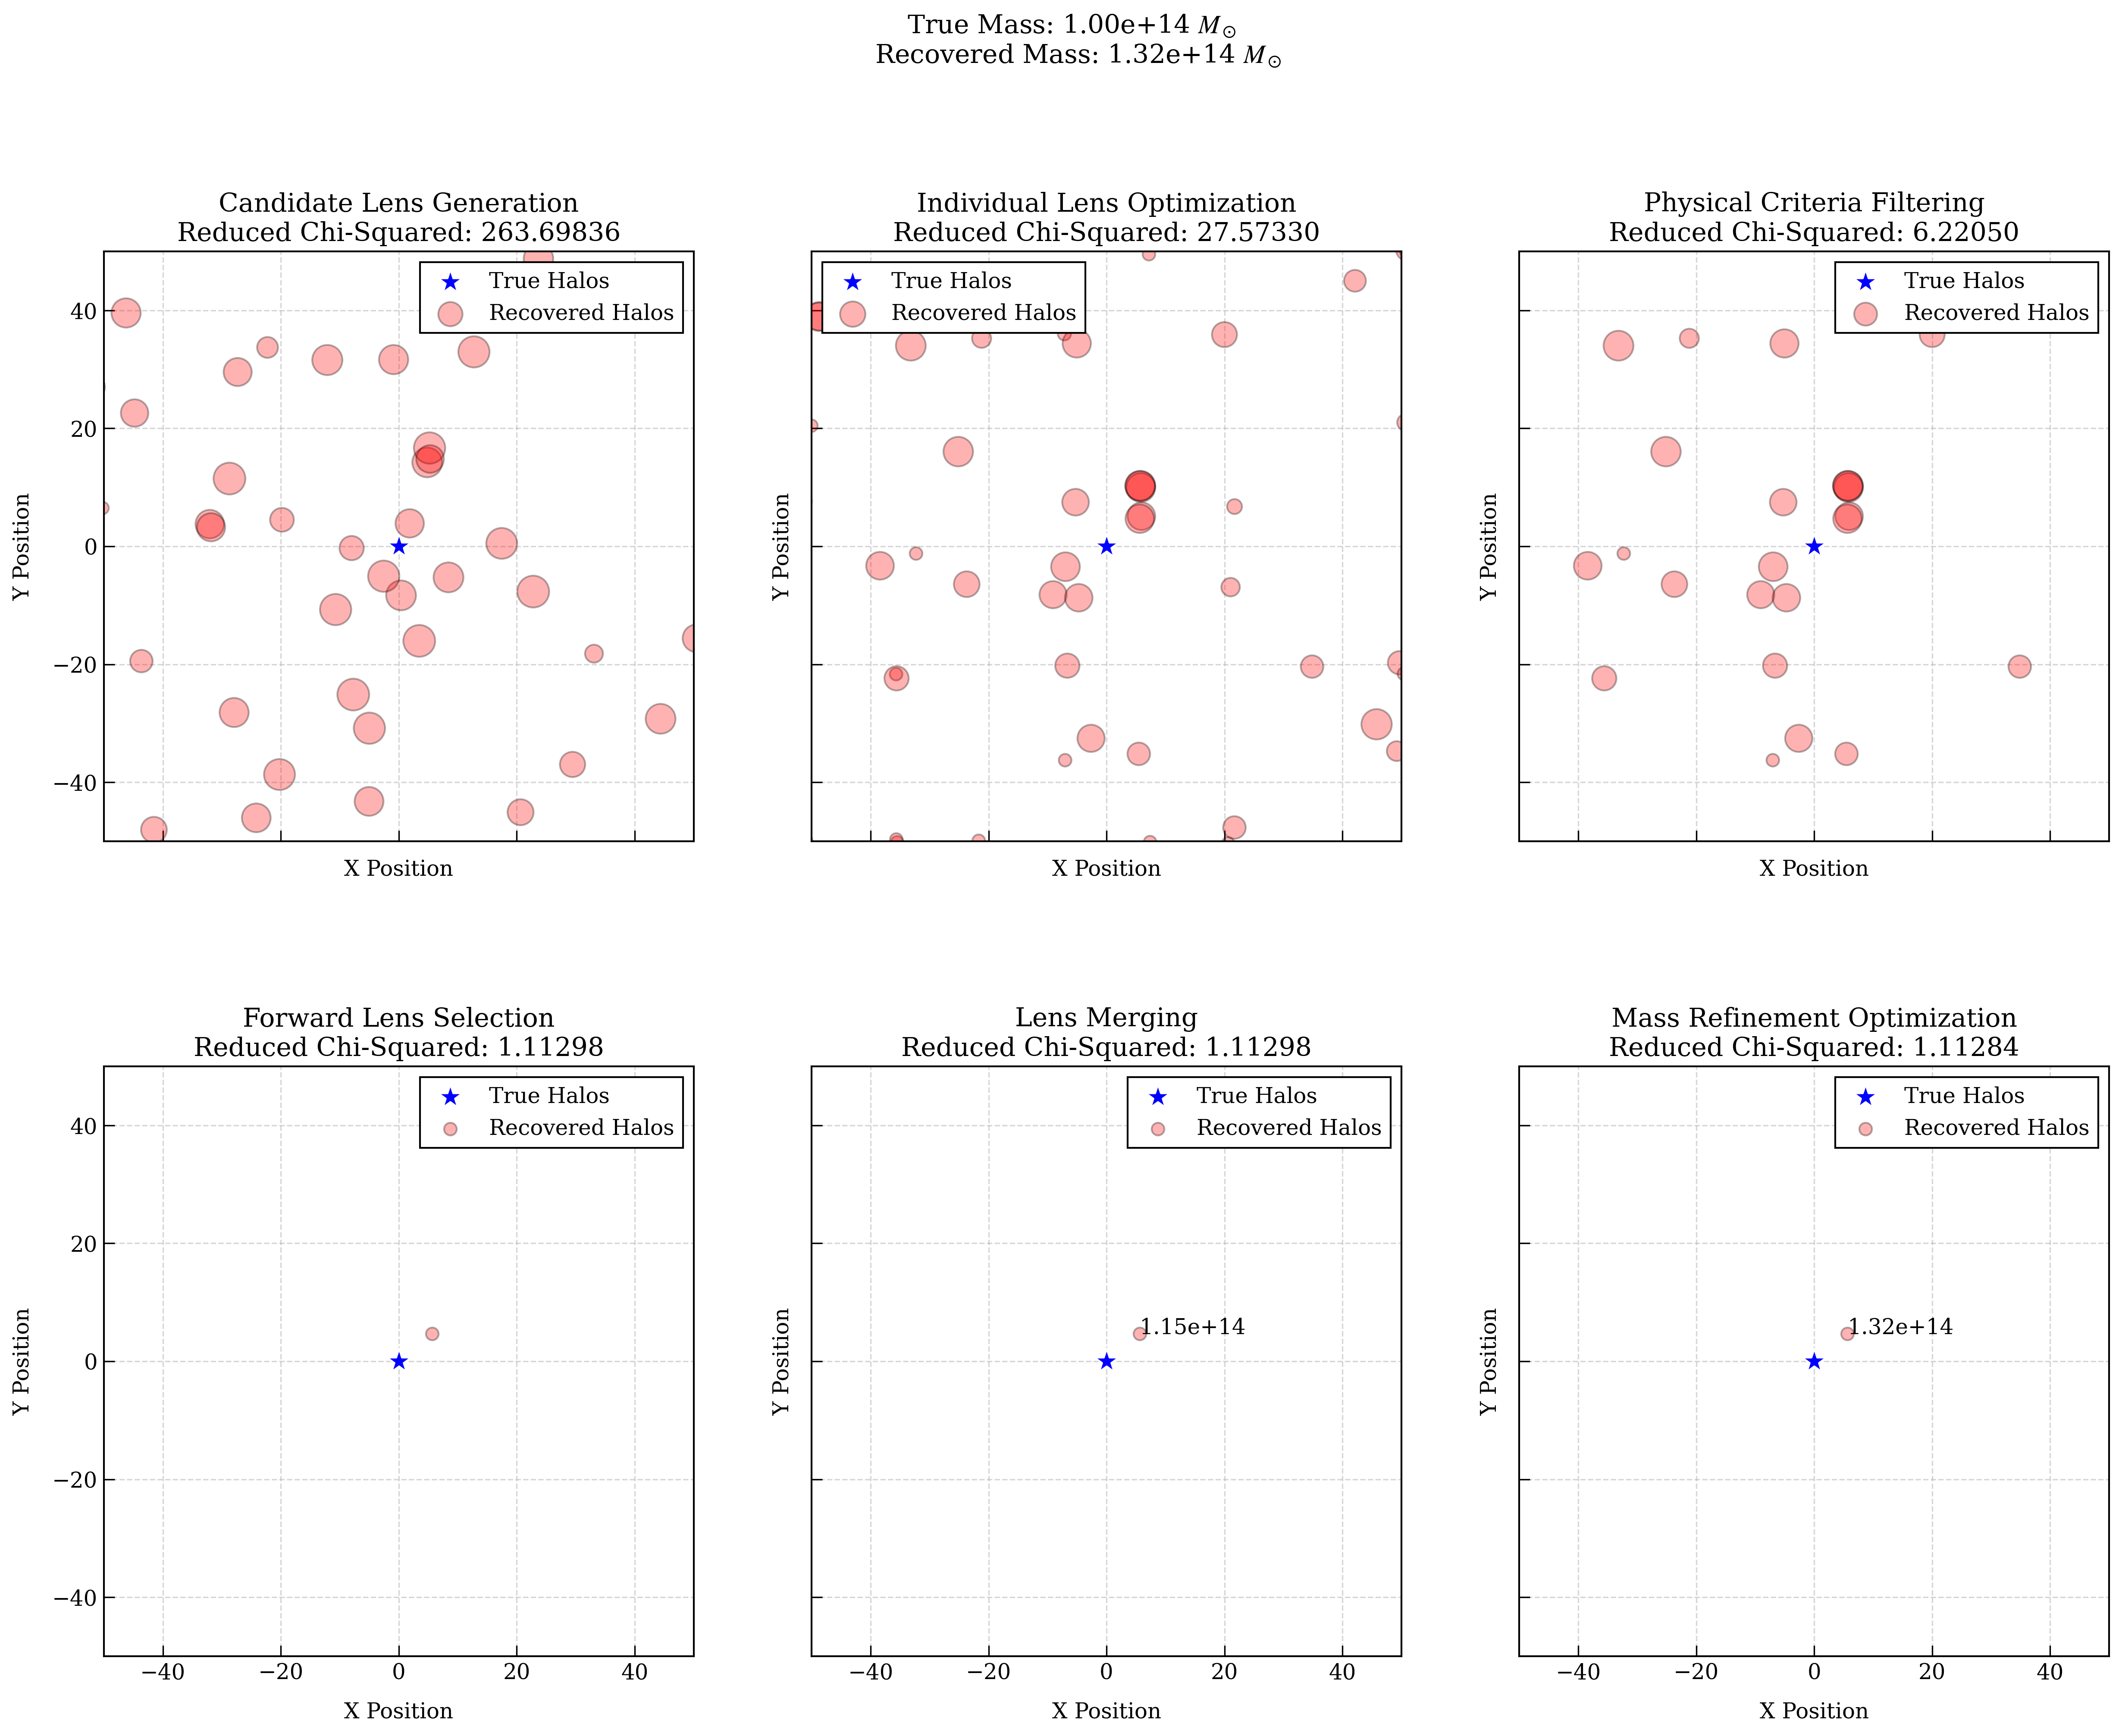 True Mass: 1.00e+14 M⊙
Recovered Mass: 1.32e+14 M⊙
Candidate Lens Generation
Reduced Chi-Squared: 263.69836
True Halos
Recovered Halos
40
20
0
−20
−40
Y Position
X Position
Individual Lens Optimization
Reduced Chi-Squared: 27.57330
True Halos
Recovered Halos
Y Position
X Position
Physical Criteria Filtering
Reduced Chi-Squared: 6.22050
True Halos
Recovered Halos
Y Position
X Position
Forward Lens Selection
Reduced Chi-Squared: 1.11298
True Halos
Recovered Halos
40
20
0
−20
−40
Y Position
−40 −20 0 20 40
X Position
Lens Merging
Reduced Chi-Squared: 1.11298
True Halos
Recovered Halos
1.15e+14
Y Position
−40 −20 0 20 40
X Position
Mass Refinement Optimization
Reduced Chi-Squared: 1.11284
True Halos
Recovered Halos
1.32e+14
Y Position
−40 −20 0 20 40
X Position